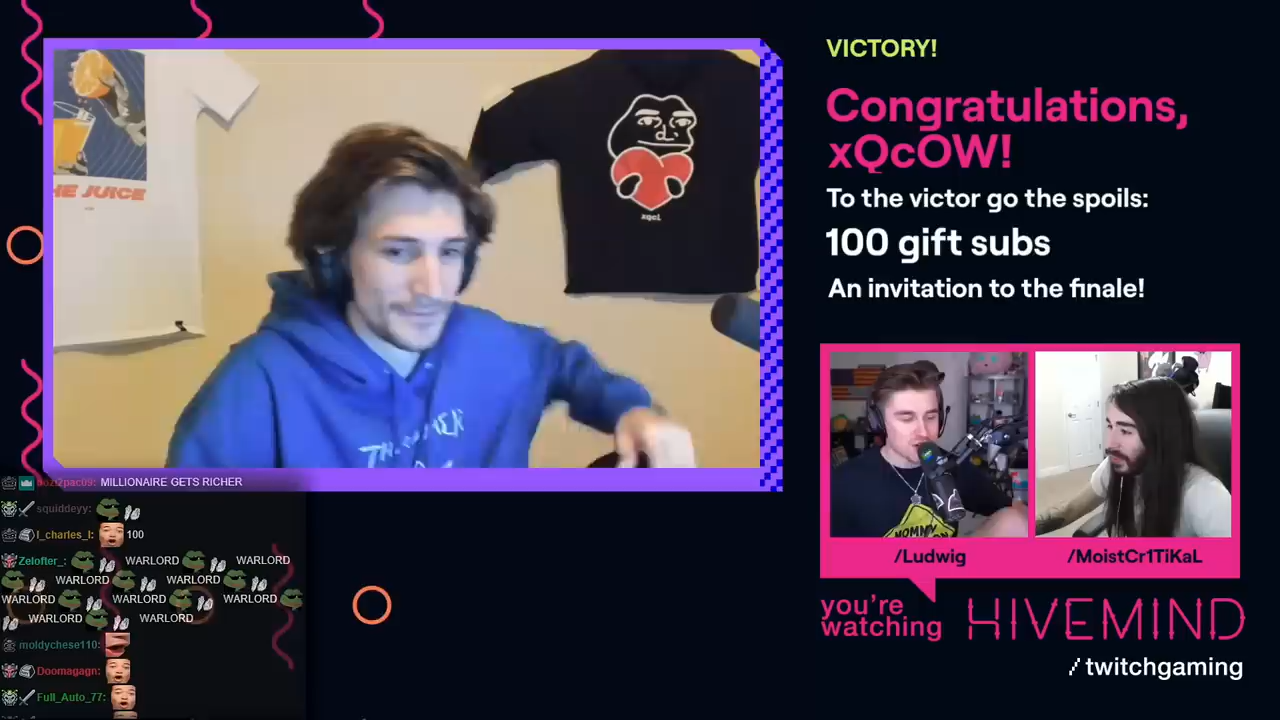 VICTORY!
Congratulations,
xQcOW!
To the victor go the spoils:
100 gift subs
An invitation to the finale!
HE JUICE
xqcL
NOMMY
/Ludwig
/MoistCr1TiKaL
you're
watching
HIVEMIND
/twitchgaming
MILLIONAIRE GETS RICHER
squiddeyy:
l_charles_l: 100
Zelofter_: WARLORD WARLORD
WARLORD WARLORD
WARLORD WARLORD WARLORD
WARLORD
moldychese110:
Doomagagn:
Full_Auto_77: